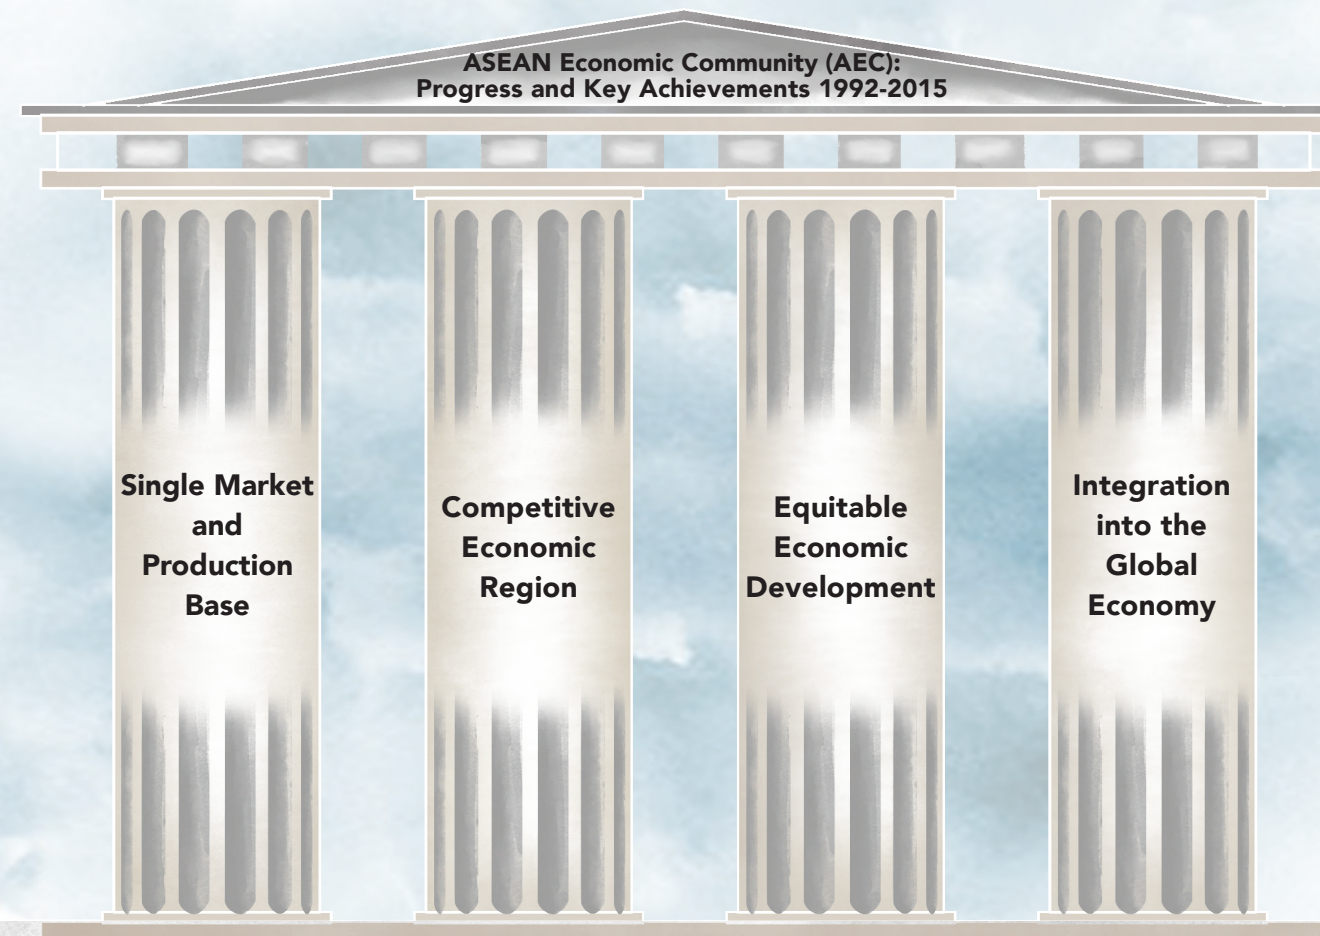 ASEAN Economic Community (AEC):
Progress and Key Achievements 1992-2015
Single Market
and
Production
Base
Competitive
Economic
Region
Equitable
Economic
Development
Integration
into the
Global
Economy